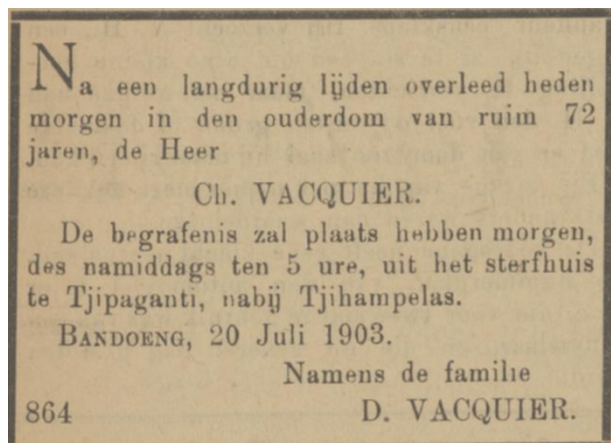 Na een langdurig lijden overleed heden
morgen in den ouderdom van ruim 72
jaren, de Heer
Ch. VACQUIER.
De begrafenis zal plaats hebben morgen,
des namiddags ten 5 ure, uit het sterfhuis
te Tjipaganti, nabij Tjihampelas.
BANDOENG, 20 Juli 1903.
Namens de familie
864 D. VACQUIER.